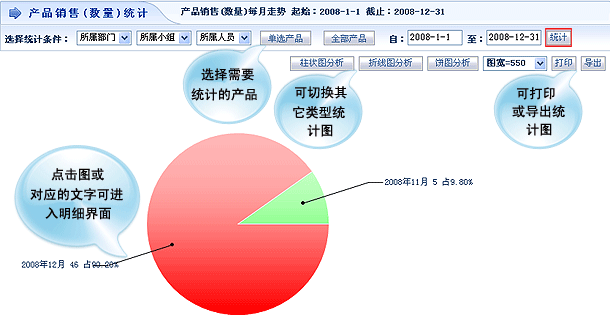 产品销售(数量)统计
产品销售(数量)每月走势 起始：2008-1-1 截止：2008-12-31
选择统计条件： 所属部门 所属小组 所属人员 单选产品 全部产品 自：2008-1-1 至：2008-12-31 统计
柱状图分析 折线图分析 饼图分析 图宽=550 打印 导出
选择需要
统计的产品
可切换其
它类型统
计图
可打印
或导出统
计图
点击图或
对应的文字可进
入明细界面
2008年11月 5 占9.80%
2008年12月 46 占90.20%